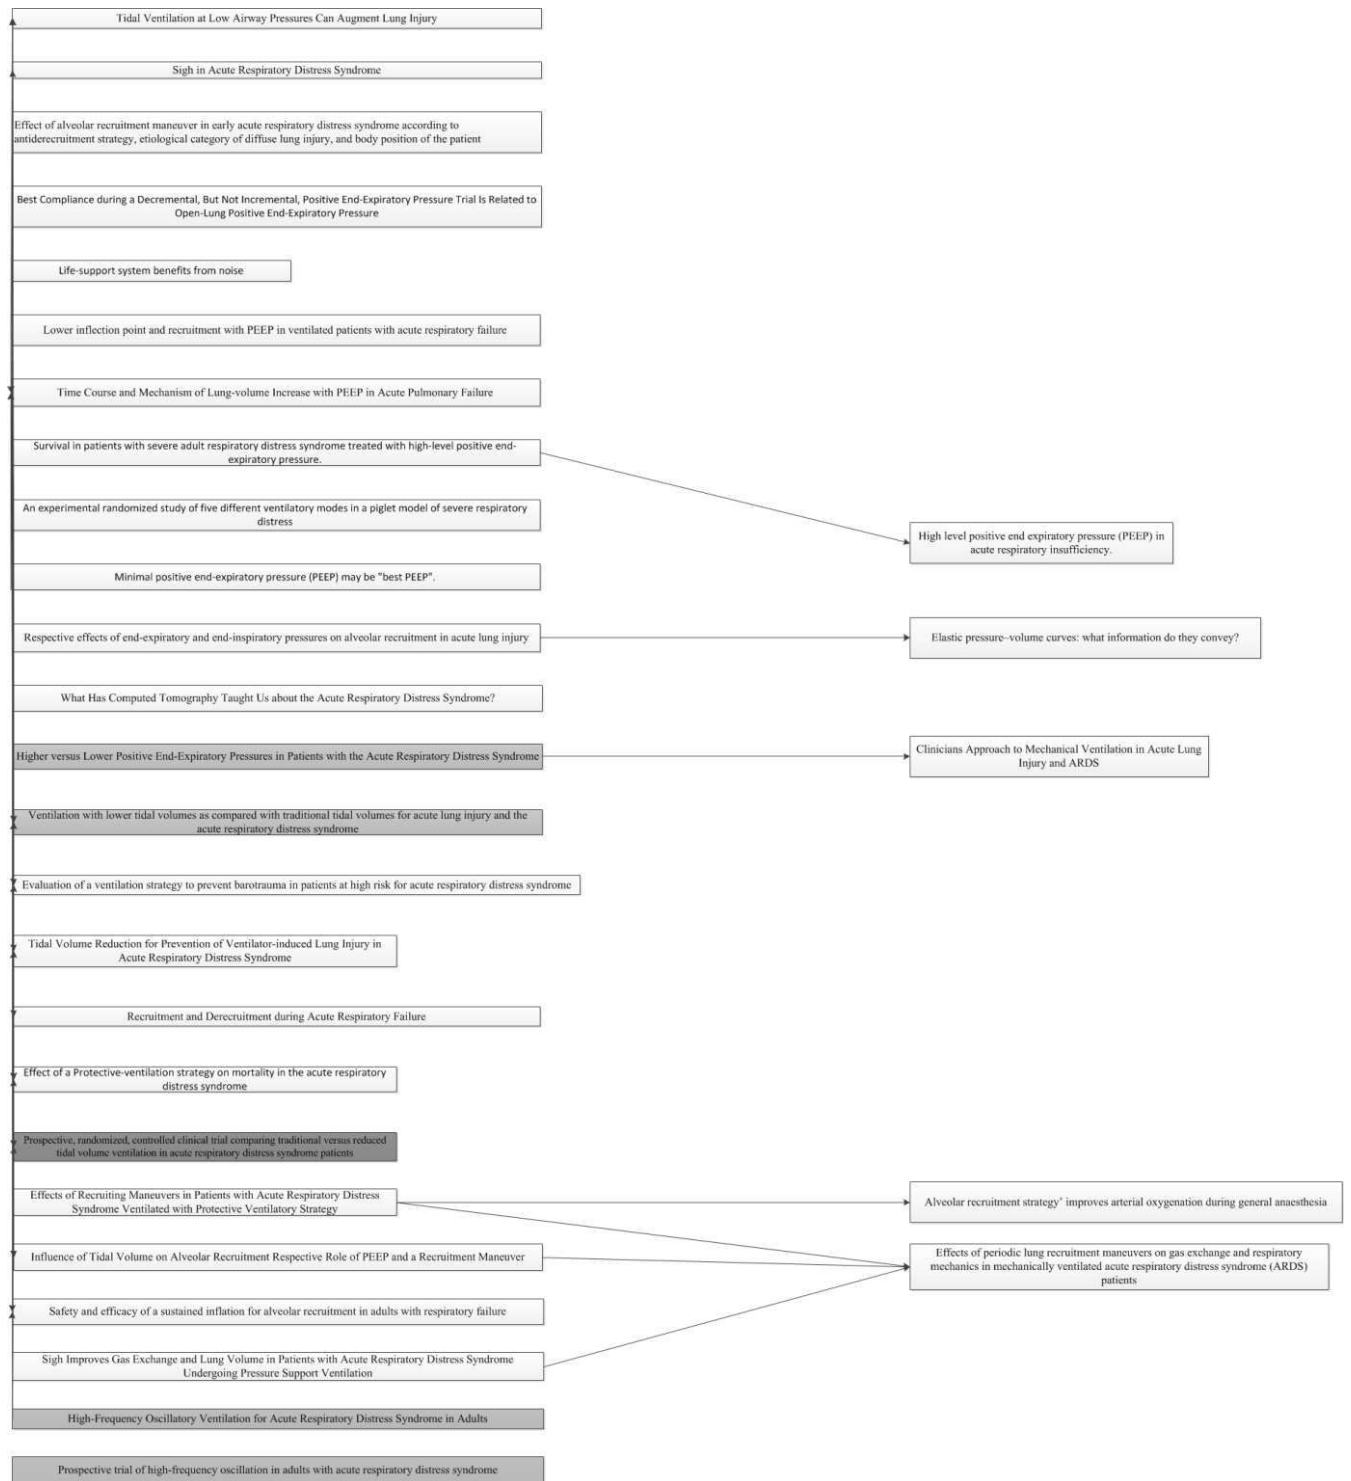 Tidal Ventilation at Low Airway Pressures Can Augment Lung Injury
Sigh in Acute Respiratory Distress Syndrome
Effect of alveolar recruitment maneuver in early acute respiratory distress syndrome according to
antiderecruitment strategy, etiological category of diffuse lung injury, and body position of the patient
Best Compliance during a Decremental, But Not Incremental, Positive End-Expiratory Pressure Trial Is Related to
Open-Lung Positive End-Expiratory Pressure
Life-support system benefits from noise
Lower inflection point and recruitment with PEEP in ventilated patients with acute respiratory failure
Time Course and Mechanism of Lung-volume Increase with PEEP in Acute Pulmonary Failure
Survival in patients with severe adult respiratory distress syndrome treated with high-level positive end-
expiratory pressure.
An experimental randomized study of five different ventilatory modes in a piglet model of severe respiratory
distress
High level positive end expiratory pressure (PEEP) in
acute respiratory insufficiency.
Minimal positive end-expiratory pressure (PEEP) may be "best PEEP".
Respective effects of end-expiratory and end-inspiratory pressures on alveolar recruitment in acute lung injury
Elastic pressure–volume curves: what information do they convey?
What Has Computed Tomography Taught Us about the Acute Respiratory Distress Syndrome?
Higher versus Lower Positive End-Expiratory Pressures in Patients with the Acute Respiratory Distress Syndrome
Clinicians Approach to Mechanical Ventilation in Acute Lung
Injury and ARDS
Ventilation with lower tidal volumes as compared with traditional tidal volumes for acute lung injury and the
acute respiratory distress syndrome
Evaluation of a ventilation strategy to prevent barotrauma in patients at high risk for acute respiratory distress syndrome
Tidal Volume Reduction for Prevention of Ventilator-induced Lung Injury in
Acute Respiratory Distress Syndrome
Recruitment and Derecruitment during Acute Respiratory Failure
Effect of a Protective-ventilation strategy on mortality in the acute respiratory
distress syndrome
Prospective, randomized, controlled clinical trial comparing traditional versus reduced
tidal volume ventilation in acute respiratory distress syndrome patients
Effects of Recruiting Maneuvers in Patients with Acute Respiratory Distress
Syndrome Ventilated with Protective Ventilatory Strategy
Alveolar recruitment strategy' improves arterial oxygenation during general anaesthesia
Influence of Tidal Volume on Alveolar Recruitment Respective Role of PEEP and a Recruitment Maneuver
Effects of periodic lung recruitment maneuvers on gas exchange and respiratory
mechanics in mechanically ventilated acute respiratory distress syndrome (ARDS)
patients
Safety and efficacy of a sustained inflation for alveolar recruitment in adults with respiratory failure
Sigh Improves Gas Exchange and Lung Volume in Patients with Acute Respiratory Distress Syndrome
Undergoing Pressure Support Ventilation
High-Frequency Oscillatory Ventilation for Acute Respiratory Distress Syndrome in Adults
Prospective trial of high-frequency oscillation in adults with acute respiratory distress syndrome